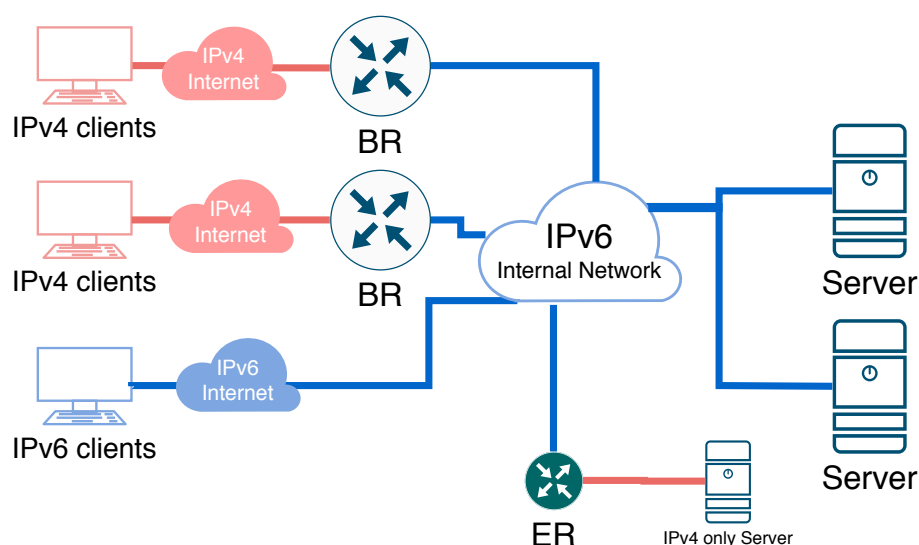 IPv4
Internet
IPv4 clients
BR
IPv4
Internet
IPv4 clients
BR
IPv6
Internal Network
Server
IPv6
Internet
IPv6 clients
Server
ER
IPv4 only Server